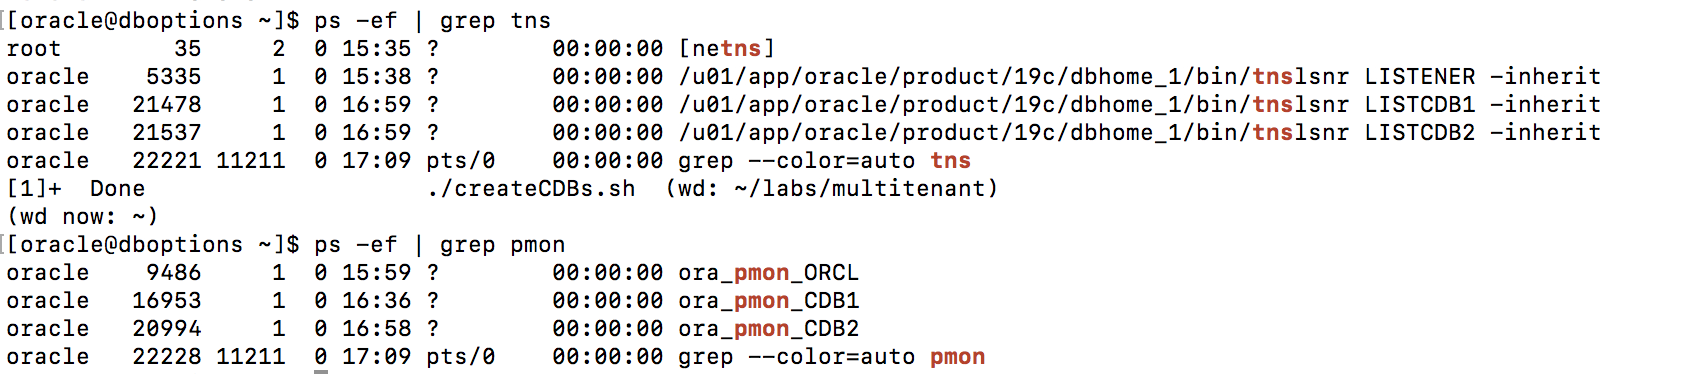 [[oracle@dboptions ~]$ ps -ef | grep tns
root        35     2  0 15:35 ?        00:00:00 [netns]
oracle    5335     1  0 15:38 ?        00:00:00 /u01/app/oracle/product/19c/dbhome_1/bin/tnslsnr LISTENER -inherit
oracle   21478     1  0 16:59 ?        00:00:00 /u01/app/oracle/product/19c/dbhome_1/bin/tnslsnr LISTCDB1 -inherit
oracle   21537     1  0 16:59 ?        00:00:00 /u01/app/oracle/product/19c/dbhome_1/bin/tnslsnr LISTCDB2 -inherit
oracle   22221 11211  0 17:09 pts/0    00:00:00 grep --color=auto tns
[1]+  Done                    ./createCDBs.sh  (wd: ~/labs/multitenant)
(wd now: ~)
[[oracle@dboptions ~]$ ps -ef | grep pmon
oracle    9486     1  0 15:59 ?        00:00:00 ora_pmon_ORCL
oracle   16953     1  0 16:36 ?        00:00:00 ora_pmon_CDB1
oracle   20994     1  0 16:58 ?        00:00:00 ora_pmon_CDB2
oracle   22228 11211  0 17:09 pts/0    00:00:00 grep --color=auto pmon